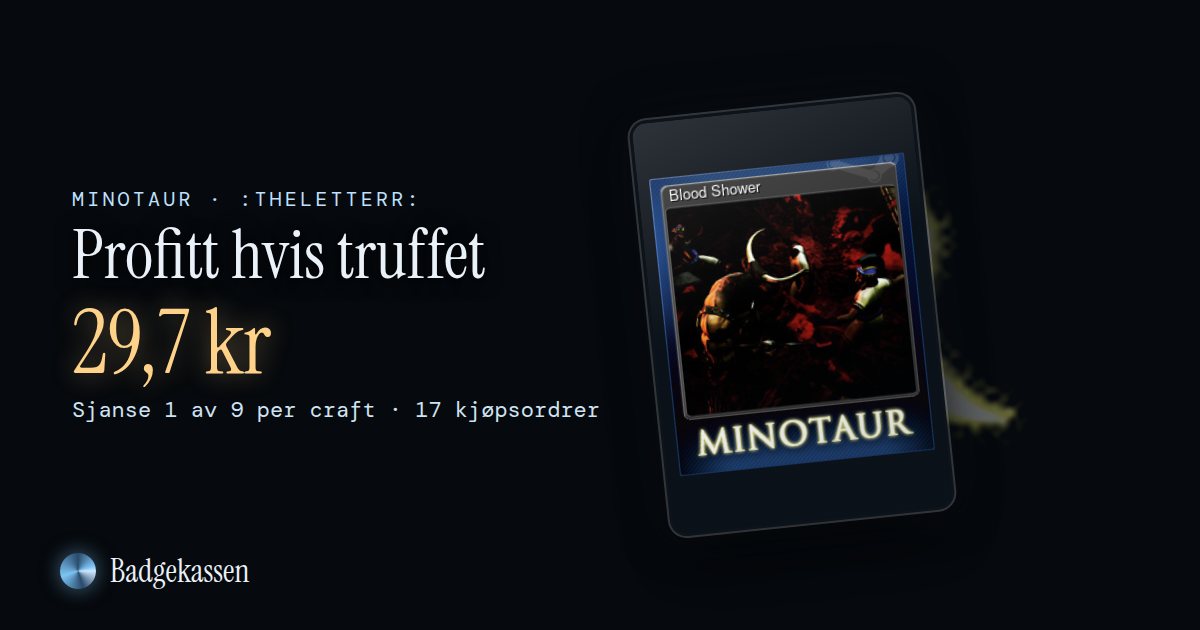 MINOTAUR · :THELETTERR:
Profitt hvis truffet
29,7 kr
Sjanse 1 av 9 per craft · 17 kjøpsordrer
Blood Shower
MINOTAUR
Badgekassen